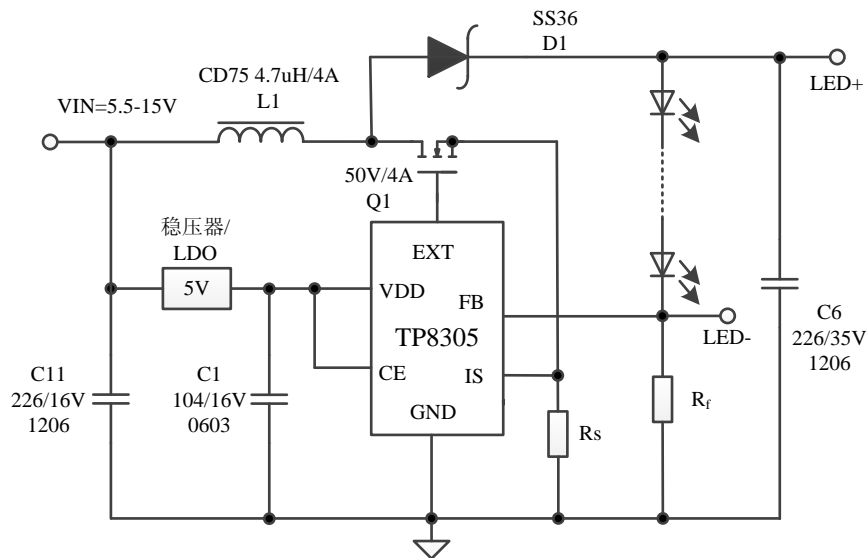 SS36
D1
CD75 4.7uH/4A
L1
LED+
VIN=5.5-15V
50V/4A
Q1
稳压器/
LDO
5V
EXT
VDD
FB
TP8305
CE
IS
GND
LED-
C6
226/35V
1206
C11
226/16V
1206
C1
104/16V
0603
Rs
Rf